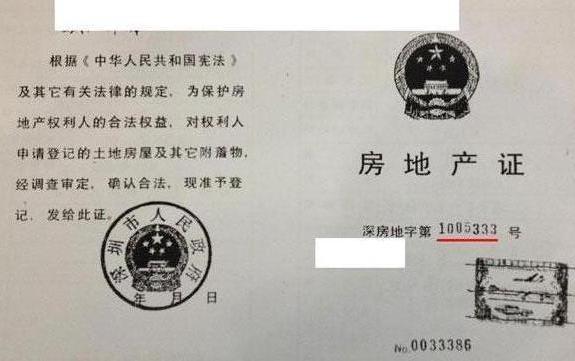 根据《中华人民共和国宪法》
及其它有关法律的规定，为保护房
地产权利人的合法权益，对权利人
申请登记的土地房屋及其它附着物，
经调查审定，确认合法，现准予登
记，发给此证。
深圳市人民政府
年 月 日
房地产证
深房地字第 1005333 号
No.0033386